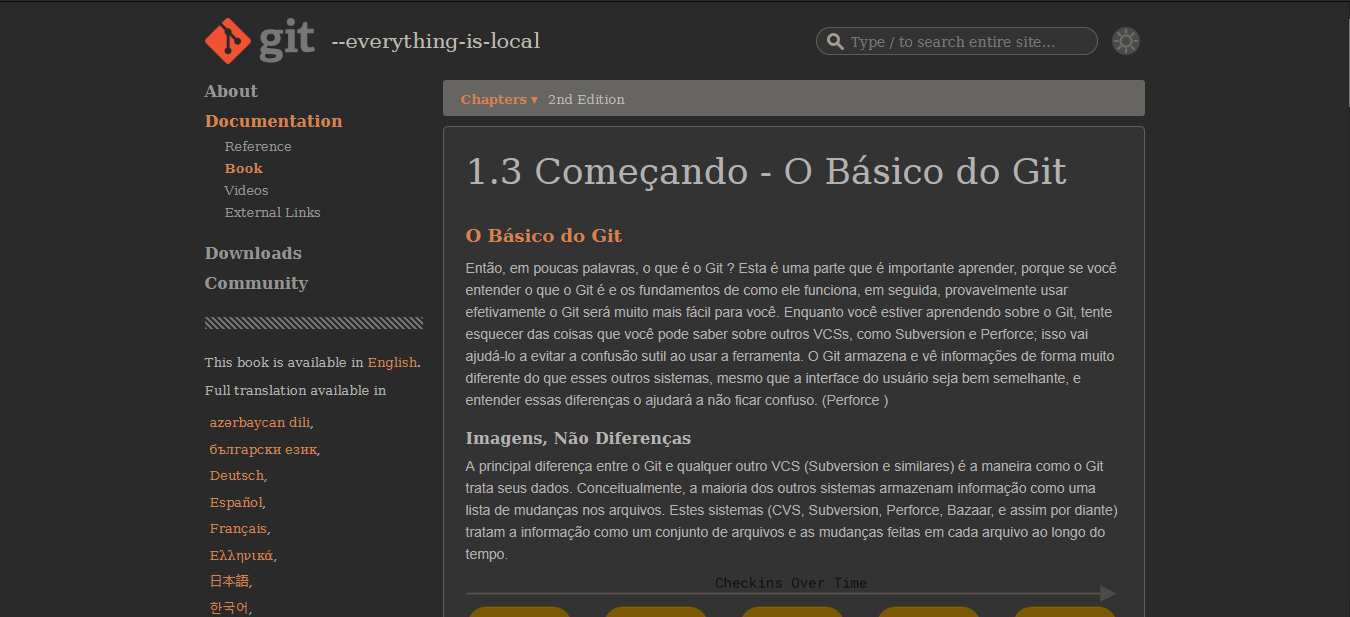 git --everything-is-local
Type / to search entire site...
About
Documentation
Reference
Book
Videos
External Links
Downloads
Community
This book is available in English.
Full translation available in
azərbaycan dili,
български език,
Deutsch,
Español,
Français,
Ελληνικά,
日本語,
한국어,
Chapters ▾ 2nd Edition
1.3 Começando - O Básico do Git
O Básico do Git
Então, em poucas palavras, o que é o Git ? Esta é uma parte que é importante aprender, porque se você
entender o que o Git é e os fundamentos de como ele funciona, em seguida, provavelmente usar
efetivamente o Git será muito mais fácil para você. Enquanto você estiver aprendendo sobre o Git, tente
esquecer das coisas que você pode saber sobre outros VCSs, como Subversion e Perforce; isso vai
ajudá-lo a evitar a confusão sutil ao usar a ferramenta. O Git armazena e vê informações de forma muito
diferente do que esses outros sistemas, mesmo que a interface do usuário seja bem semelhante, e
entender essas diferenças o ajudará a não ficar confuso. (Perforce )
Imagens, Não Diferenças
A principal diferença entre o Git e qualquer outro VCS (Subversion e similares) é a maneira como o Git
trata seus dados. Conceitualmente, a maioria dos outros sistemas armazenam informação como uma
lista de mudanças nos arquivos. Estes sistemas (CVS, Subversion, Perforce, Bazaar, e assim por diante)
tratam a informação como um conjunto de arquivos e as mudanças feitas em cada arquivo ao longo do
tempo.
Checkins Over Time